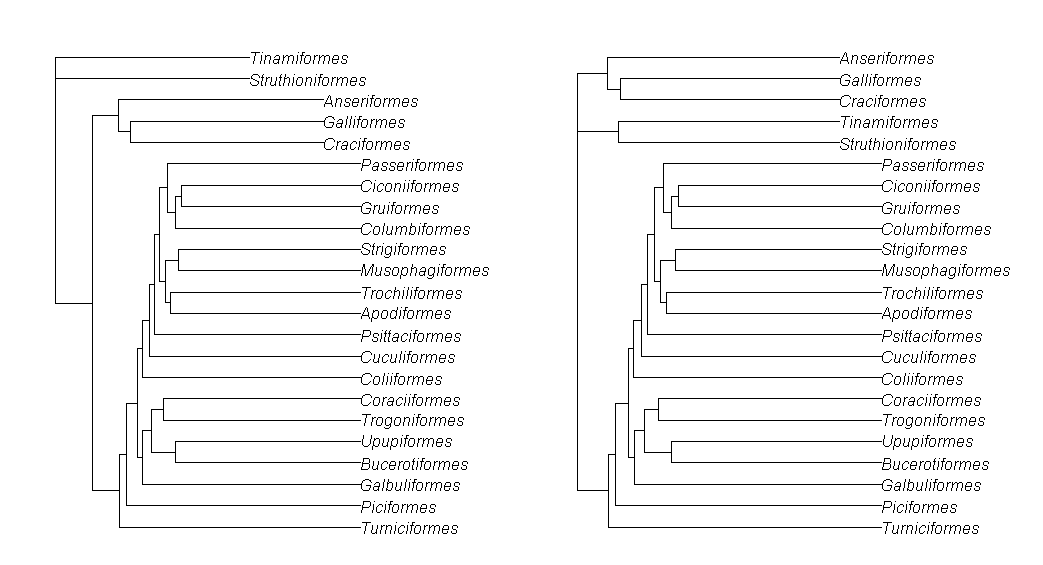 Tinamiformes
Struthioniformes
Anseriformes
Galliformes
Craciformes
Passeriformes
Ciconiiformes
Gruiformes
Columbiformes
Strigiformes
Musophagiformes
Trochiliformes
Apodiformes
Psittaciformes
Cuculiformes
Coliiformes
Coraciiformes
Trogoniformes
Upupiformes
Bucerotiformes
Galbuliformes
Piciformes
Turniciformes
Anseriformes
Galliformes
Craciformes
Tinamiformes
Struthioniformes
Passeriformes
Ciconiiformes
Gruiformes
Columbiformes
Strigiformes
Musophagiformes
Trochiliformes
Apodiformes
Psittaciformes
Cuculiformes
Coliiformes
Coraciiformes
Trogoniformes
Upupiformes
Bucerotiformes
Galbuliformes
Piciformes
Turniciformes